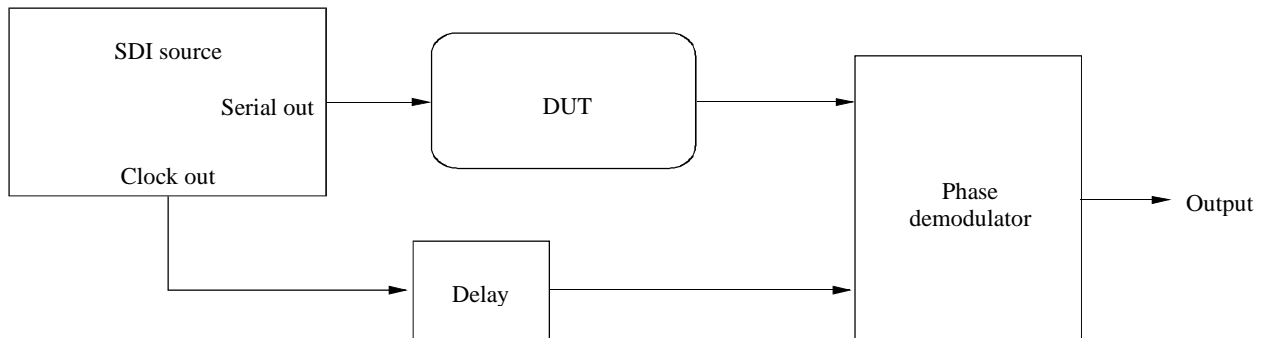 SDI source
Serial out
Clock out
DUT
Delay
Phase
demodulator
Output